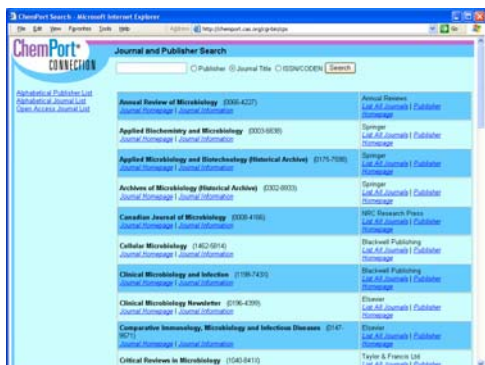 ChemPort Search - Microsoft Internet Explorer
File Edit View Favorites Tools Help
Address
Go
ChemPort®
CONNECTION
Journal and Publisher Search
Publisher Journal Title ISSN/CODEN Search
Alphabetical Publisher List
Alphabetical Journal List
Open Access Journal List
Annual Review of Microbiology (0066-4227)
Journal Homepage | Journal Information
Annual Reviews
List All Journals | Publisher
Homepage
Applied Biochemistry and Microbiology (0003-6838)
Journal Homepage | Journal Information
Springer
List All Journals | Publisher
Homepage
Applied Microbiology and Biotechnology (Historical Archive) (0175-7598)
Journal Homepage | Journal Information
Springer
List All Journals | Publisher
Homepage
Archives of Microbiology (Historical Archive) (0302-8933)
Journal Homepage | Journal Information
Springer
List All Journals | Publisher
Homepage
Canadian Journal of Microbiology (0008-4166)
Journal Homepage | Journal Information
NRC Research Press
List All Journals | Publisher
Homepage
Cellular Microbiology (1462-5814)
Journal Homepage | Journal Information
Blackwell Publishing
List All Journals | Publisher
Homepage
Clinical Microbiology and Infection (1198-743X)
Journal Homepage | Journal Information
Blackwell Publishing
List All Journals | Publisher
Homepage
Clinical Microbiology Newsletter (0196-4399)
Journal Homepage | Journal Information
Elsevier
List All Journals | Publisher
Homepage
Comparative Immunology, Microbiology and Infectious Diseases (0147-
9571)
Journal Homepage | Journal Information
Elsevier
List All Journals | Publisher
Homepage
Critical Reviews in Microbiology (1040-841X)
Taylor & Francis Ltd
List All Journals | Publisher